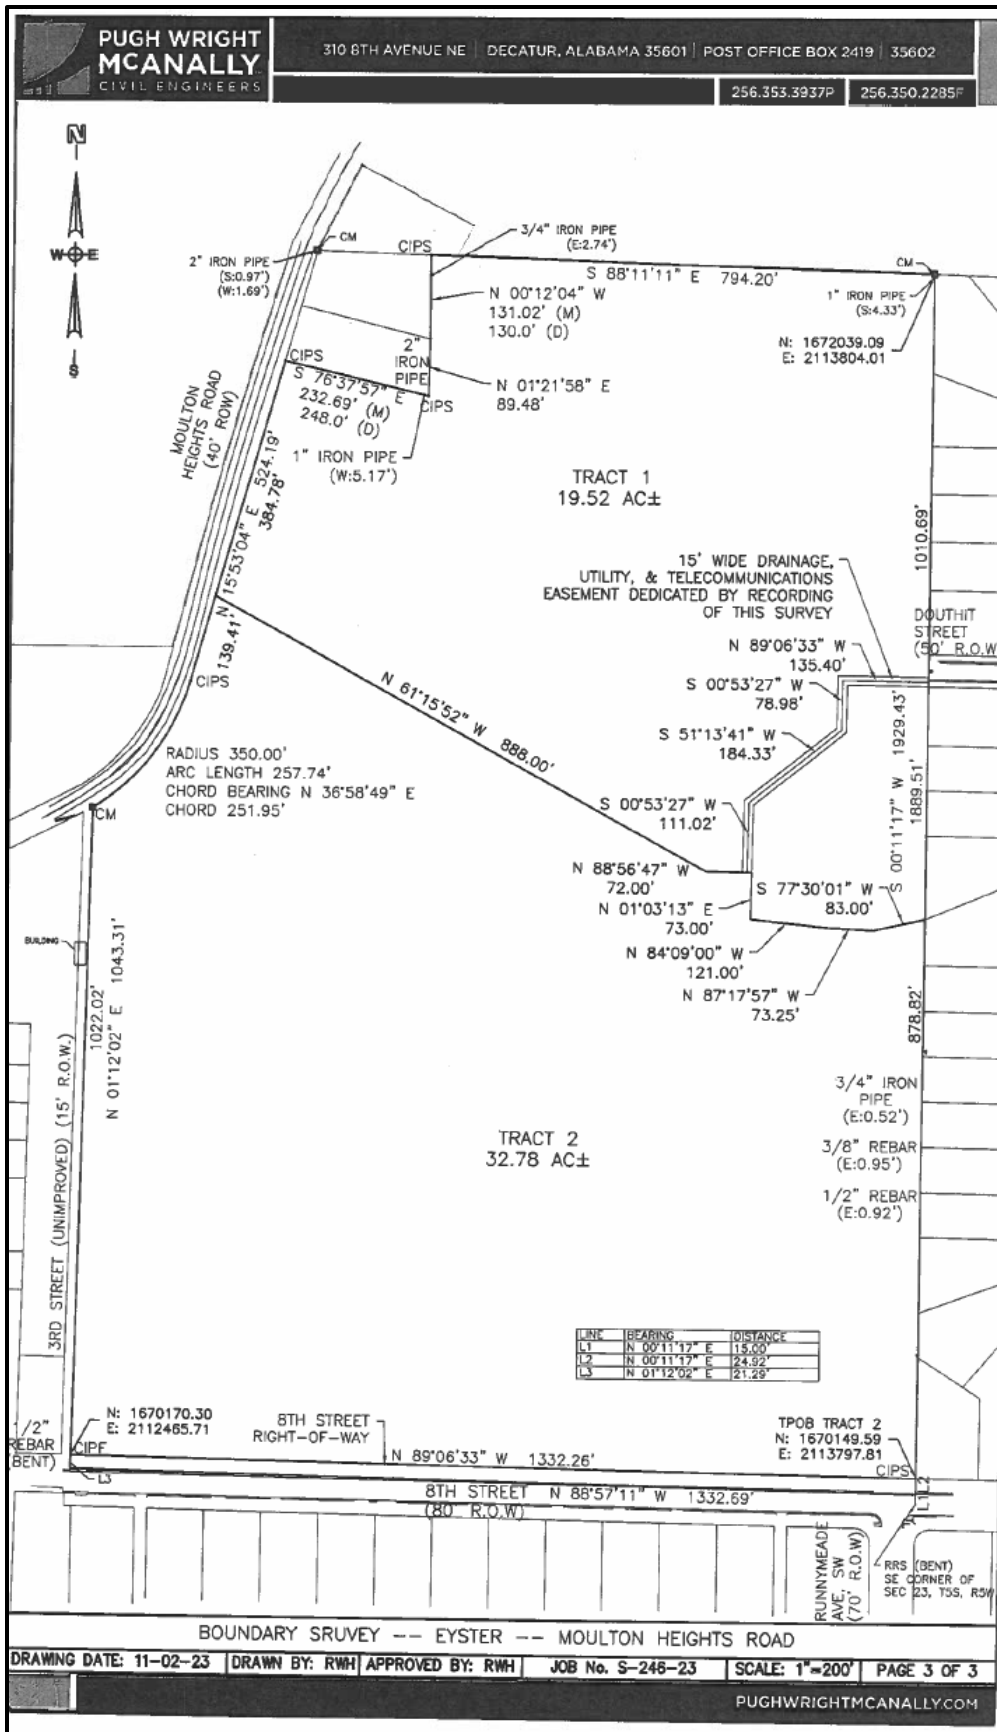 PUGH WRIGHT
MCANALLY
CIVIL ENGINEERS
310 8TH AVENUE NE | DECATUR, ALABAMA 35601 | POST OFFICE BOX 2419 | 35602
256.353.3937P
256.350.2285F
N
W E
S
CM
2" IRON PIPE
(S:0.97')
(W:1.69')
CIPS
3/4" IRON PIPE
(E:2.74')
S 88°11'11" E 794.20'
CM
1" IRON PIPE
(S:4.33')
N: 1672039.09
E: 2113804.01
N 00°12'04" W
131.02' (M)
130.0' (D)
2"
IRON
PIPE
N 01°21'58" E
89.48'
CIPS
S 76°37'57" E
232.69' (M)
248.0' (D)
CIPS
1" IRON PIPE
(W:5.17')
MOULTON
HEIGHTS ROAD
(40' ROW)
N 15°53'04" E 524.19'
384.78'
139.41'
CIPS
TRACT 1
19.52 AC±
1010.69'
15' WIDE DRAINAGE,
UTILITY, & TELECOMMUNICATIONS
EASEMENT DEDICATED BY RECORDING
OF THIS SURVEY
DOUTHIT
STREET
(50' R.O.W
N 89°06'33" W
135.40'
S 00°53'27" W
78.98'
S 51°13'41" W
184.33'
S 00°53'27" W
111.02'
N 61°15'52" W 888.00'
S 00°11'17" W 1929.43'
1889.51'
RADIUS 350.00'
ARC LENGTH 257.74'
CHORD BEARING N 36°58'49" E
CHORD 251.95'
CM
N 88°56'47" W
72.00'
S 77°30'01" W
83.00'
N 01°03'13" E
73.00'
N 84°09'00" W
121.00'
N 87°17'57" W
73.25'
BUILDING
1022.02'
N 01°12'02" E 1043.31'
878.82'
3RD STREET (UNIMPROVED) (15' R.O.W.)
3/4" IRON
PIPE
(E:0.52')
3/8" REBAR
(E:0.95')
1/2" REBAR
(E:0.92')
TRACT 2
32.78 AC±
LINE BEARING DISTANCE
L1 N 00°11'17" E 15.00'
L2 N 00°11'17" E 24.92'
L3 N 01°12'02" E 21.29'
1/2"
REBAR
(BENT)
N: 1670170.30
E: 2112465.71
CIPF
L3
8TH STREET
RIGHT-OF-WAY
N 89°06'33" W 1332.26'
TPOB TRACT 2
N: 1670149.59
E: 2113797.81
CIPS
L1 L2
8TH STREET N 88°57'11" W 1332.69'
(80' R.O.W)
RUNNYMEADE
AVE, SW
(70' R.O.W)
RRS (BENT)
SE CORNER OF
SEC 23, T5S, R5W
BOUNDARY SRUVEY -- EYSTER -- MOULTON HEIGHTS ROAD
DRAWING DATE: 11-02-23 DRAWN BY: RWH APPROVED BY: RWH JOB No. S-246-23 SCALE: 1"=200' PAGE 3 OF 3
PUGHWRIGHTMCANALLY.COM